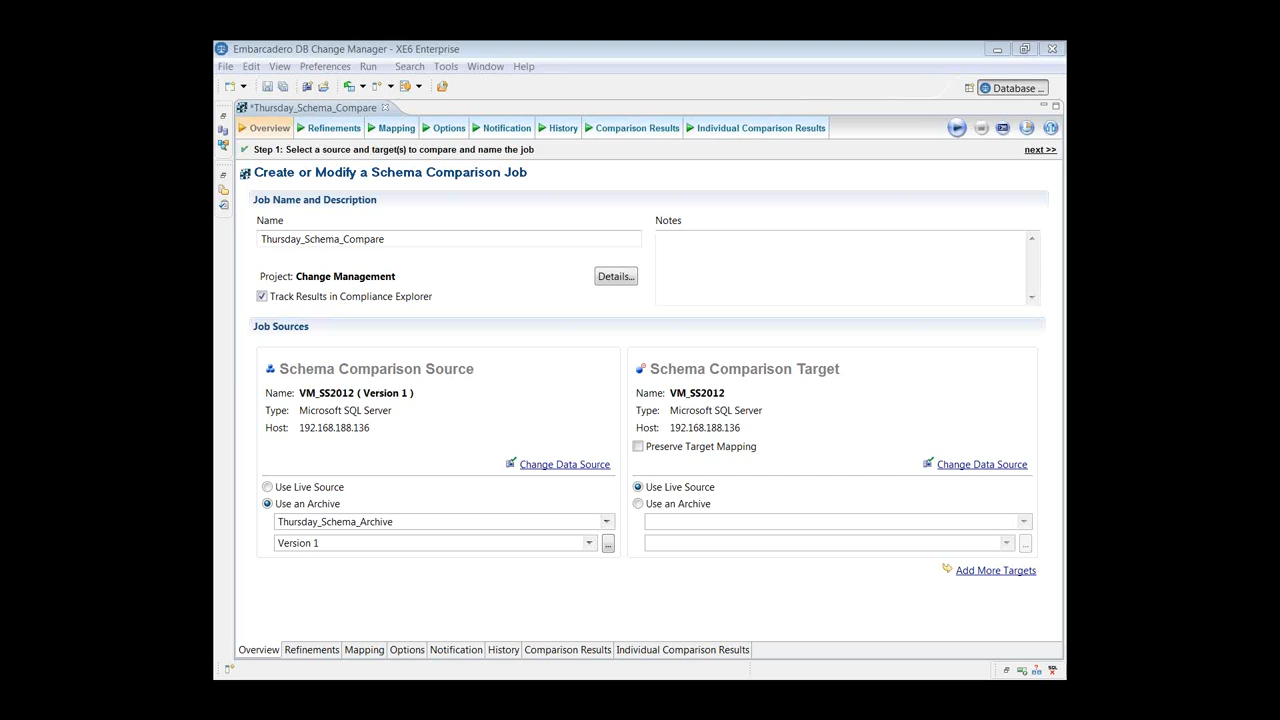 Embarcadero DB Change Manager - XE6 Enterprise
File Edit View Preferences Run Search Tools Window Help
Database ...
*Thursday_Schema_Compare
Overview Refinements Mapping Options Notification History Comparison Results Individual Comparison Results
Step 1: Select a source and target(s) to compare and name the job next >>
Create or Modify a Schema Comparison Job
Job Name and Description
Name Notes
Thursday_Schema_Compare
Project: Change Management Details...
Track Results in Compliance Explorer
Job Sources
Schema Comparison Source
Name: VM_SS2012 ( Version 1 )
Type: Microsoft SQL Server
Host: 192.168.188.136
Change Data Source
Use Live Source
Use an Archive
Thursday_Schema_Archive
Version 1 ...
Schema Comparison Target
Name: VM_SS2012
Type: Microsoft SQL Server
Host: 192.168.188.136
Preserve Target Mapping
Change Data Source
Use Live Source
Use an Archive
...
Add More Targets
Overview Refinements Mapping Options Notification History Comparison Results Individual Comparison Results